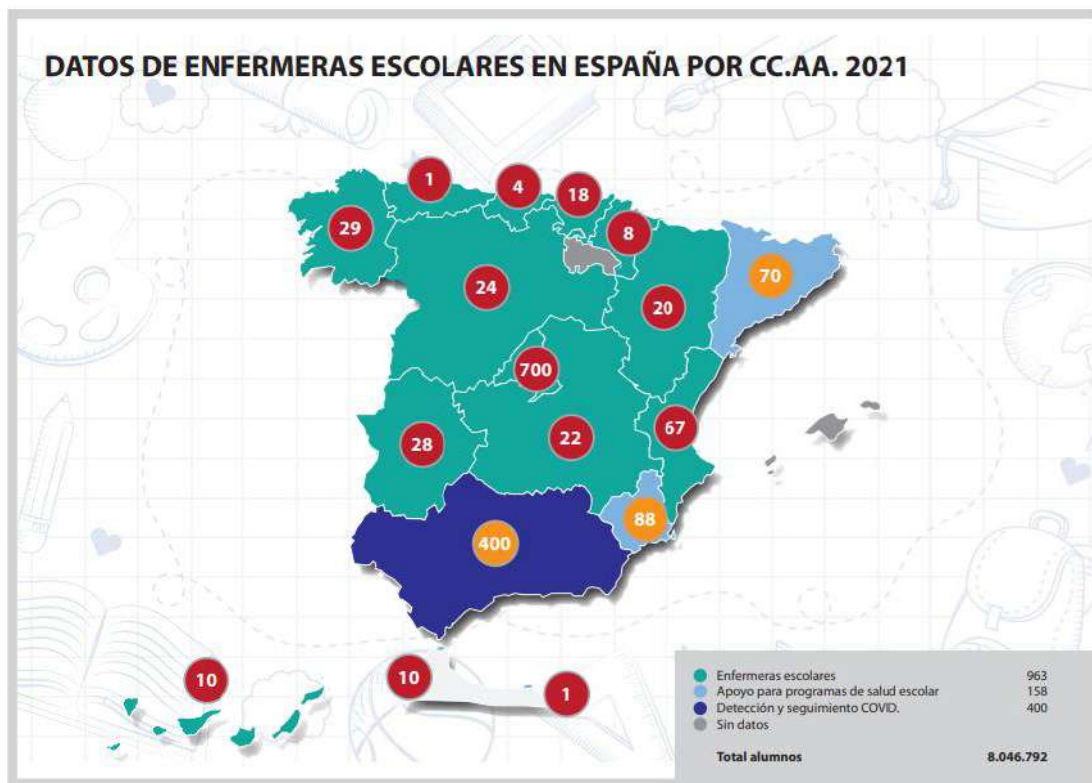 DATOS DE ENFERMERAS ESCOLARES EN ESPAÑA POR CC.AA. 2021
1
4
18
29
8
24
70
20
700
67
28
22
88
400
10
10
1
Enfermeras escolares 963
Apoyo para programas de salud escolar 158
Detección y seguimiento COVID. 400
Sin datos
Total alumnos 8.046.792